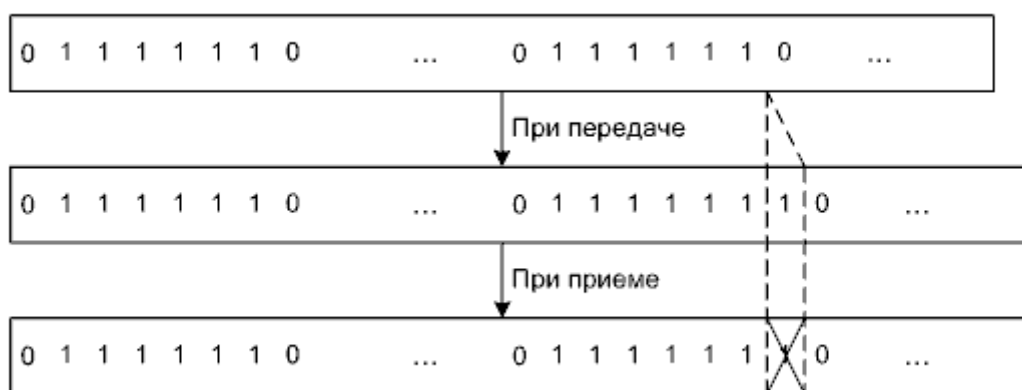 0 1 1 1 1 1 1 0 ... 0 1 1 1 1 1 1 0 ...
При передаче
0 1 1 1 1 1 1 0 ... 0 1 1 1 1 1 1 1 0 ...
При приеме
0 1 1 1 1 1 1 0 ... 0 1 1 1 1 1 1 1 0 ...